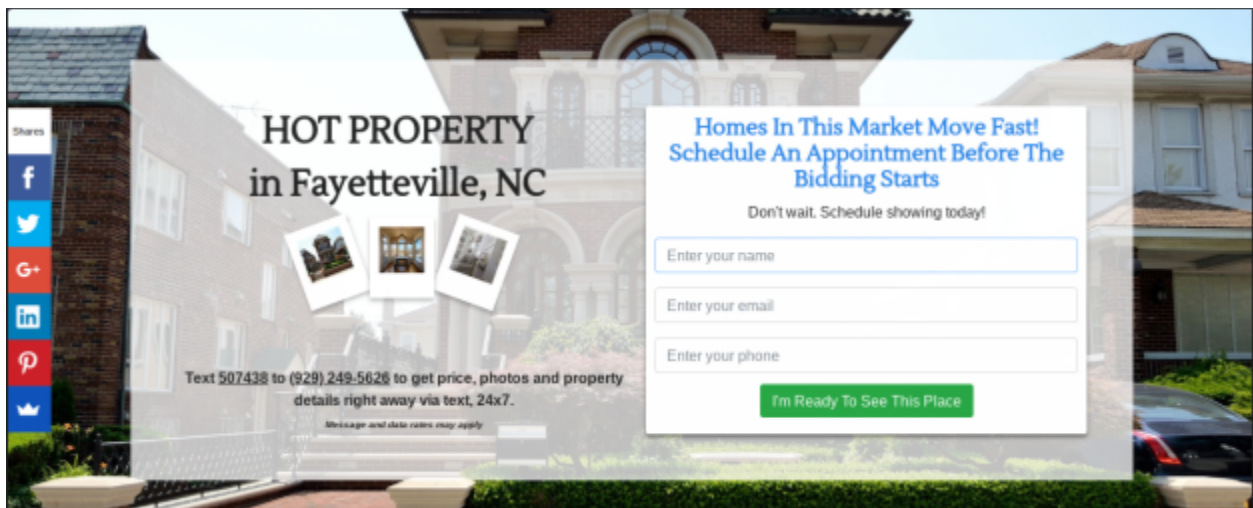 Shares
HOT PROPERTY
in Fayetteville, NC
Text 507438 to (929) 249-5626 to get price, photos and property
details right away via text, 24x7.
Message and data rates may apply
Homes In This Market Move Fast!
Schedule An Appointment Before The
Bidding Starts
Don't wait. Schedule showing today!
Enter your name
Enter your email
Enter your phone
I'm Ready To See This Place